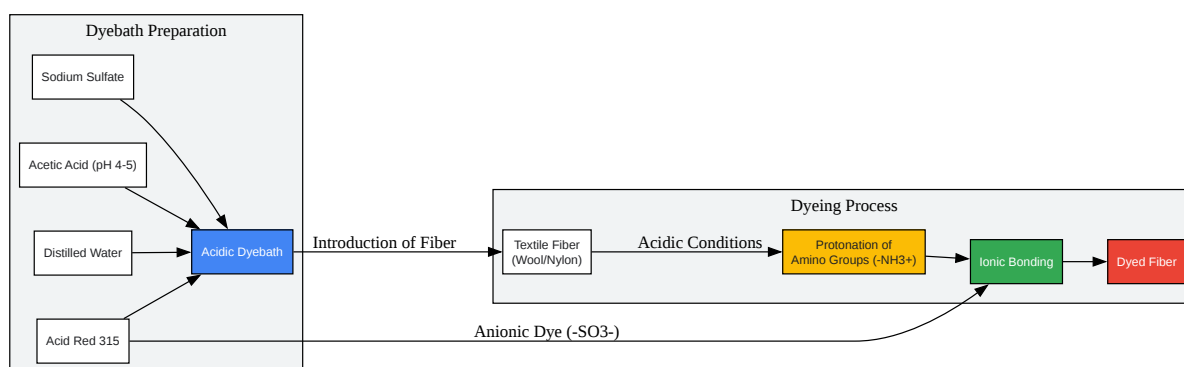 Dyebath Preparation
Sodium Sulfate
Acetic Acid (pH 4-5)
Distilled Water
Acid Red 315
Acidic Dyebath
Introduction of Fiber
Dyeing Process
Textile Fiber
(Wool/Nylon)
Acidic Conditions
Protonation of
Amino Groups (-NH3+)
Ionic Bonding
Dyed Fiber
Anionic Dye (-SO3-)